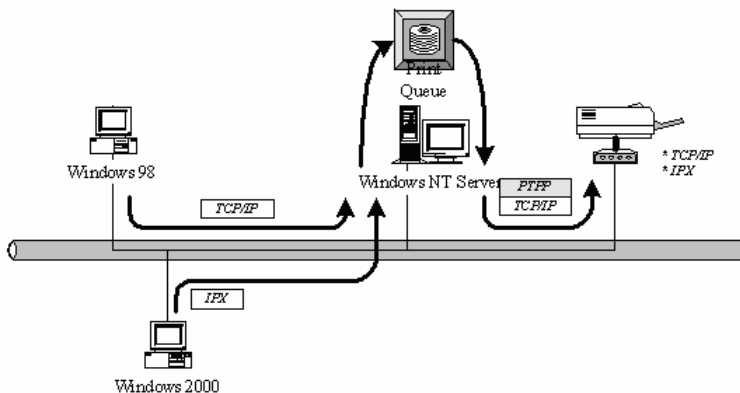 Print
Queue
Windows 98
Windows NT Server
* TCP/IP
* IPX
PTPP
TCP/IP
TCP/IP
IPX
Windows 2000